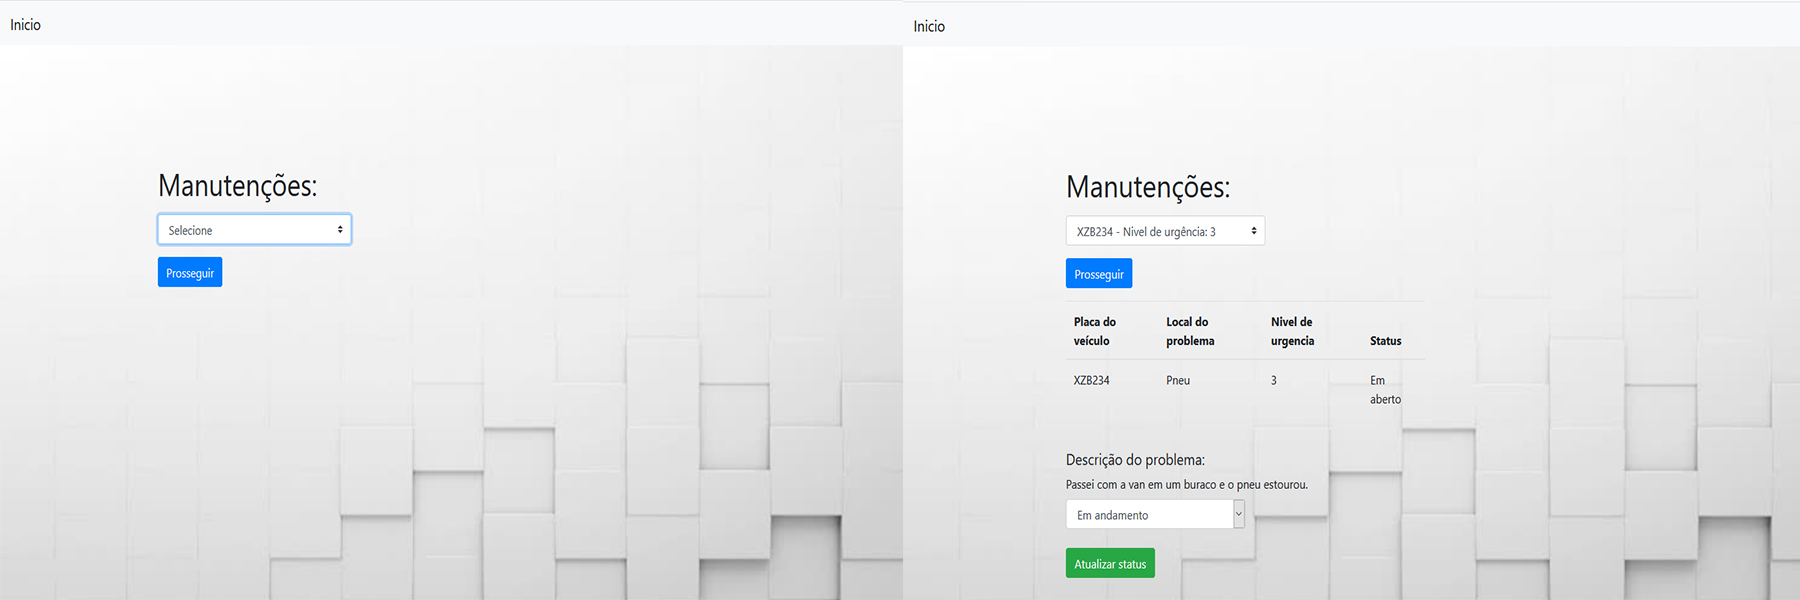 Inicio
Manutenções:
Selecione
Prosseguir
Inicio
Manutenções:
XZB234 - Nivel de urgência: 3
Prosseguir
Placa do veículo
Local do problema
Nivel de urgencia
Status
XZB234
Pneu
3
Em aberto
Descrição do problema:
Passei com a van em um buraco e o pneu estourou.
Em andamento
Atualizar status